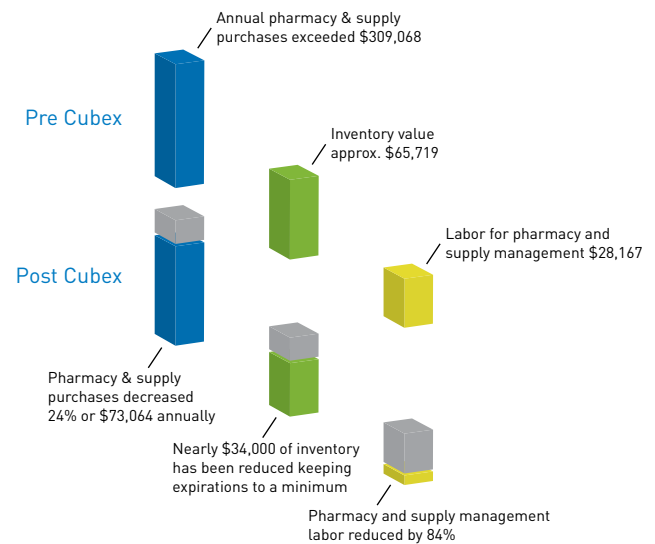 Annual pharmacy & supply
purchases exceeded $309,068
Pre Cubex
Inventory value
approx. $65,719
Labor for pharmacy and
supply management $28,167
Post Cubex
Pharmacy & supply
purchases decreased
24% or $73,064 annually
Nearly $34,000 of inventory
has been reduced keeping
expirations to a minimum
Pharmacy and supply management
labor reduced by 84%